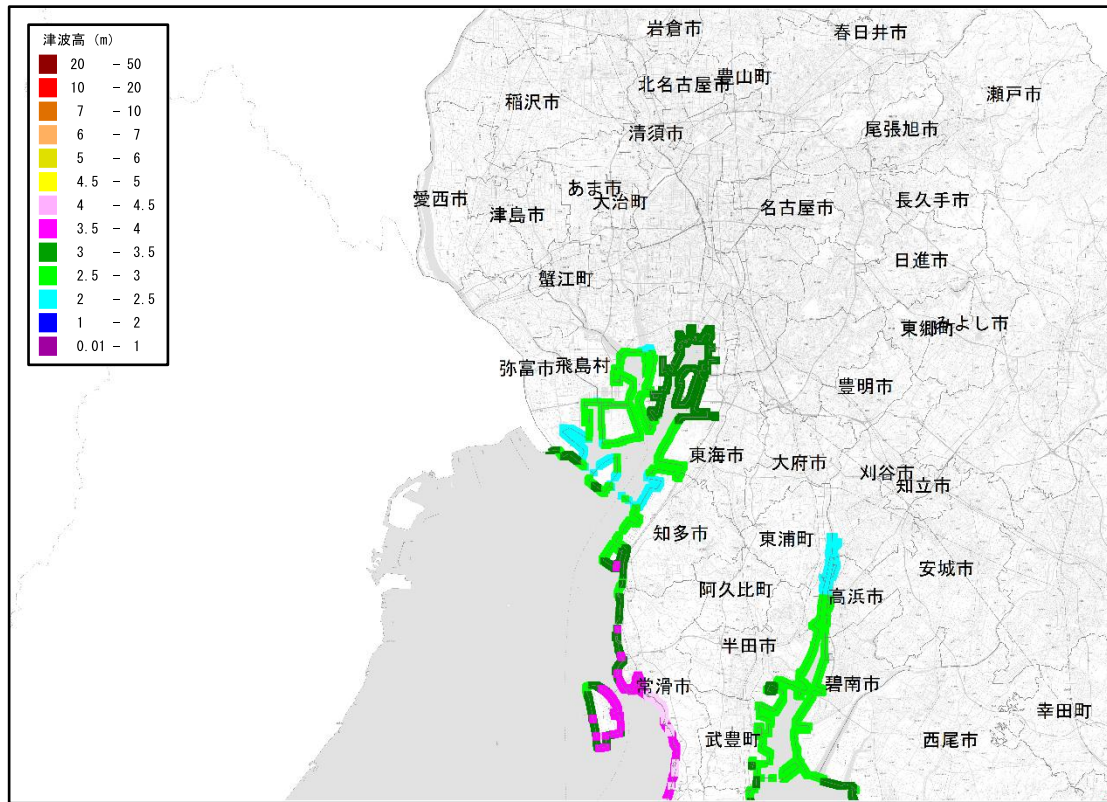 津波高 (m)
20 - 50
10 - 20
7 - 10
6 - 7
5 - 6
4.5 - 5
4 - 4.5
3.5 - 4
3 - 3.5
2.5 - 3
2 - 2.5
1 - 2
0.01 - 1
岩倉市
春日井市
北名古屋市
豊山町
瀬戸市
稲沢市
清須市
尾張旭市
あま市
愛西市
津島市
大治町
名古屋市
長久手市
蟹江町
日進市
東郷町
みよし市
弥富市
飛島村
豊明市
東海市
大府市
刈谷市
知立市
知多市
東浦町
安城市
阿久比町
高浜市
半田市
常滑市
碧南市
幸田町
武豊町
西尾市